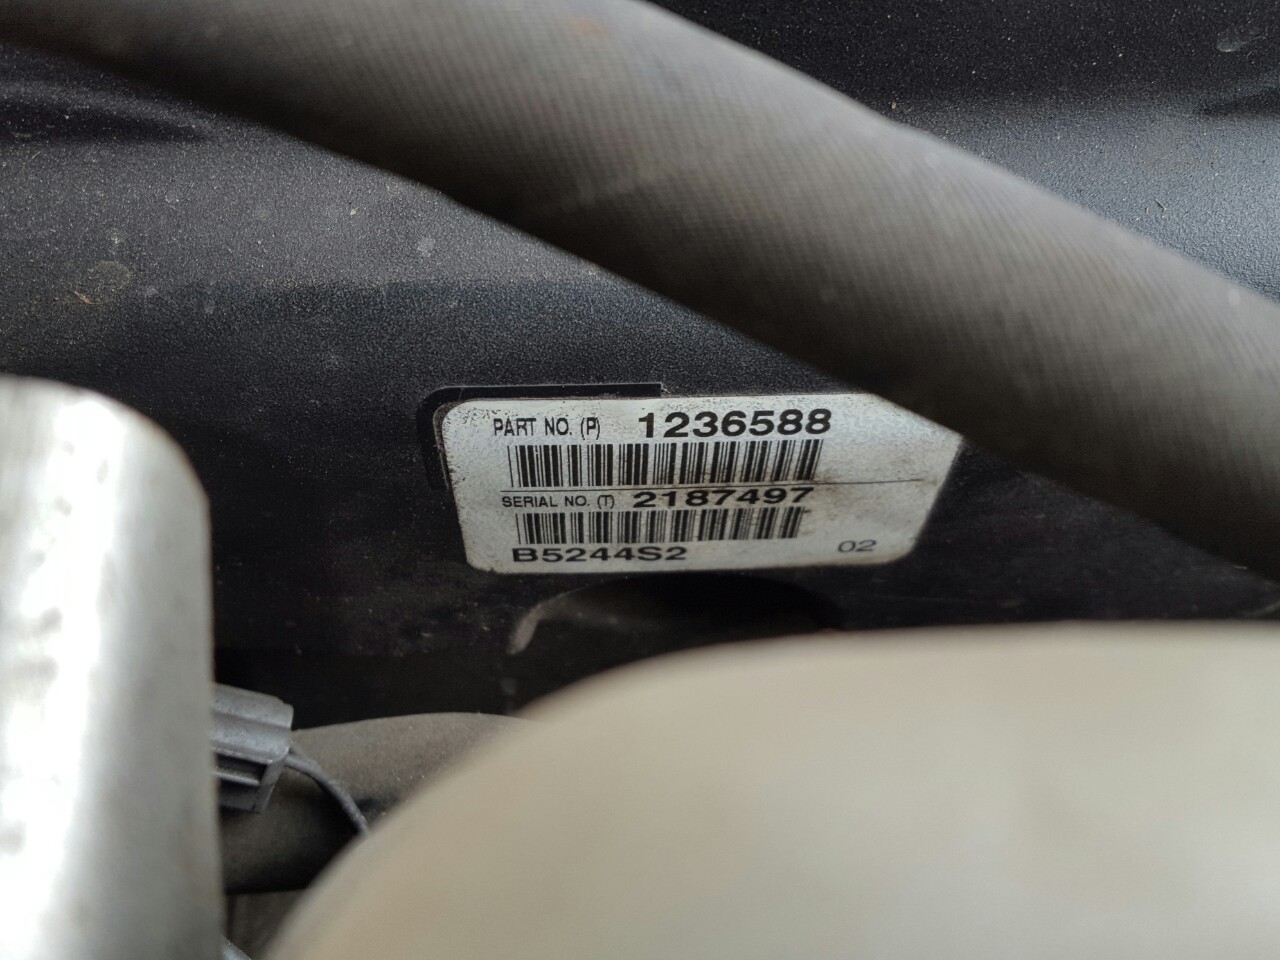 PART NO. (P) 1236588
SERIAL NO. (T) 2187497
B5244S2 02